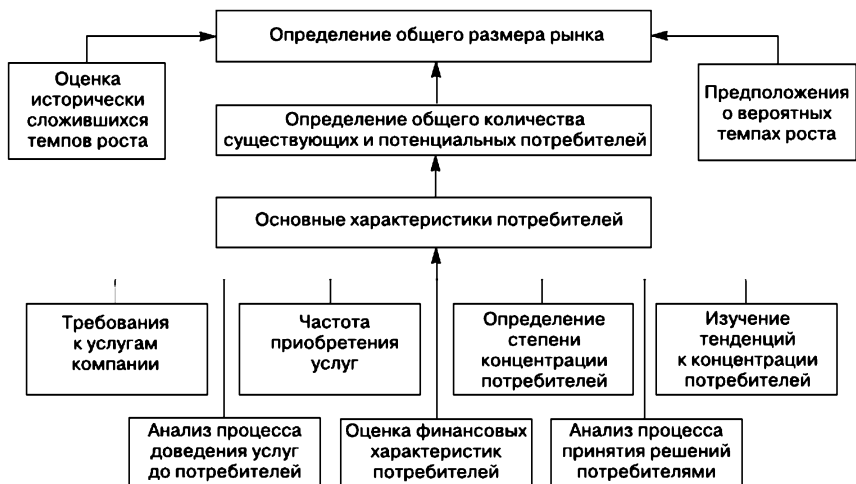 Определение общего размера рынка
Оценка
исторически
сложившихся
темпов роста
Предположения
о вероятных
темпах роста
Определение общего количества
существующих и потенциальных потребителей
Основные характеристики потребителей
Требования
к услугам
компании
Частота
приобретения
услуг
Определение
степени
концентрации
потребителей
Изучение
тенденций
к концентрации
потребителей
Анализ процесса
доведения услуг
до потребителей
Оценка финансовых
характеристик
потребителей
Анализ процесса
принятия решений
потребителями